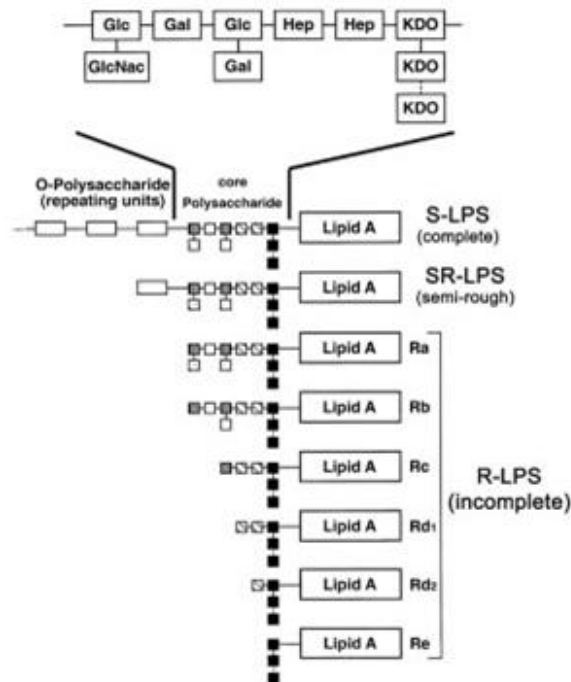 Glc Gal Glc Hep Hep KDO
GlcNac Gal KDO
KDO
O-Polysaccharide
(repeating units)
core
Polysaccharide
Lipid A S-LPS
(complete)
Lipid A SR-LPS
(semi-rough)
Lipid A Ra
Lipid A Rb
Lipid A Rc
R-LPS
(incomplete)
Lipid A Rd1
Lipid A Rd2
Lipid A Re